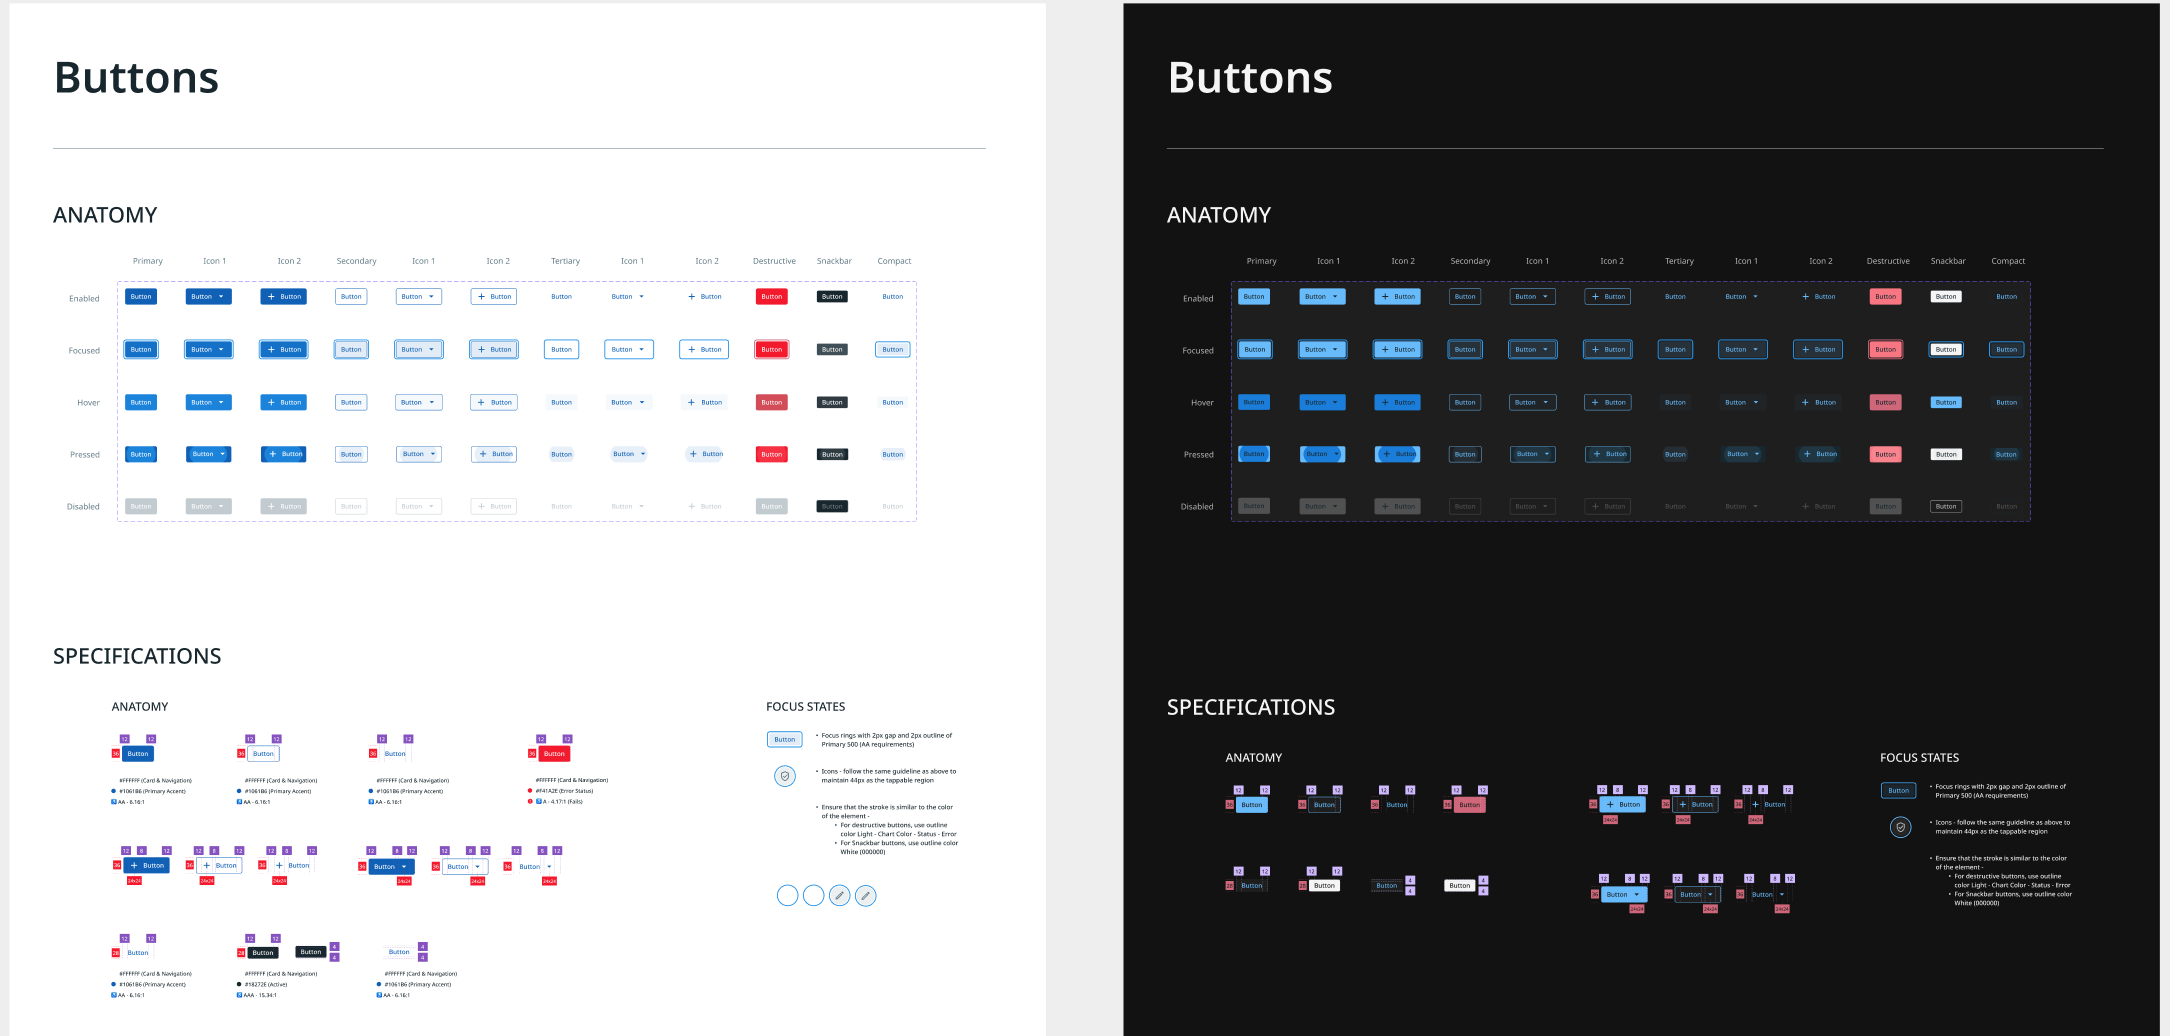 Buttons
ANATOMY
Primary Icon 1 Icon 2 Secondary Icon 1 Icon 2 Tertiary Icon 1 Icon 2 Destructive Snackbar Compact
Enabled Button Button Button Button Button Button Button Button Button Button Button Button
Focused Button Button Button Button Button Button Button Button Button Button Button Button
Hover Button Button Button Button Button Button Button Button Button Button Button Button
Pressed Button Button Button Button Button Button Button Button Button Button Button Button
Disabled Button Button Button Button Button Button Button Button Button Button Button Button
SPECIFICATIONS
ANATOMY
12 12 12 12 12 12 12 12
36 Button 36 Button 36 Button 36 Button
#FFFFFF (Card & Navigation) #FFFFFF (Card & Navigation) #FFFFFF (Card & Navigation) #FFFFFF (Card & Navigation)
#1061B6 (Primary Accent) #1061B6 (Primary Accent) #1061B6 (Primary Accent) #F41A2E (Error Status)
AA - 6.16:1 AA - 6.16:1 AA - 6.16:1 A - 4.17:1 (Fails)
12 8 12 12 8 12 12 8 12 12 8 12 12 8 12 12 8 12
36 Button 36 Button 36 Button 36 Button 36 Button 36 Button
24x24 24x24 24x24 24x24 24x24 24x24
12 12 12 12
28 Button 28 Button Button 4 4 Button 4 4
#FFFFFF (Card & Navigation) #FFFFFF (Card & Navigation) #FFFFFF (Card & Navigation)
#1061B6 (Primary Accent) #18272E (Active) #1061B6 (Primary Accent)
AA - 6.16:1 AAA - 15.34:1 AA - 6.16:1
FOCUS STATES
Button
• Focus rings with 2px gap and 2px outline of
Primary 500 (AA requirements)
• Icons - follow the same guideline as above to
maintain 44px as the tappable region
• Ensure that the stroke is similar to the color
of the element -
• For destructive buttons, use outline
color Light - Chart Color - Status - Error
• For Snackbar buttons, use outline color
White (000000)
Buttons
ANATOMY
Primary Icon 1 Icon 2 Secondary Icon 1 Icon 2 Tertiary Icon 1 Icon 2 Destructive Snackbar Compact
Enabled Button Button Button Button Button Button Button Button Button Button Button Button
Focused Button Button Button Button Button Button Button Button Button Button Button Button
Hover Button Button Button Button Button Button Button Button Button Button Button Button
Pressed Button Button Button Button Button Button Button Button Button Button Button Button
Disabled Button Button Button Button Button Button Button Button Button Button Button Button
SPECIFICATIONS
ANATOMY
12 12 12 12 12 12 12 12 12 8 12 12 8 12 12 8 12
36 Button 36 Button 36 Button 36 Button 36 Button 36 Button 36 Button
24x24 24x24 24x24
12 12 12 12 12 8 12 12 8 12 12 8 12
28 Button 28 Button Button 4 4 Button 4 4 36 Button 36 Button 36 Button
24x24 24x24 24x24
FOCUS STATES
Button
• Focus rings with 2px gap and 2px outline of
Primary 500 (AA requirements)
• Icons - follow the same guideline as above to
maintain 44px as the tappable region
• Ensure that the stroke is similar to the color
of the element -
• For destructive buttons, use outline
color Light - Chart Color - Status - Error
• For Snackbar buttons, use outline color
White (000000)